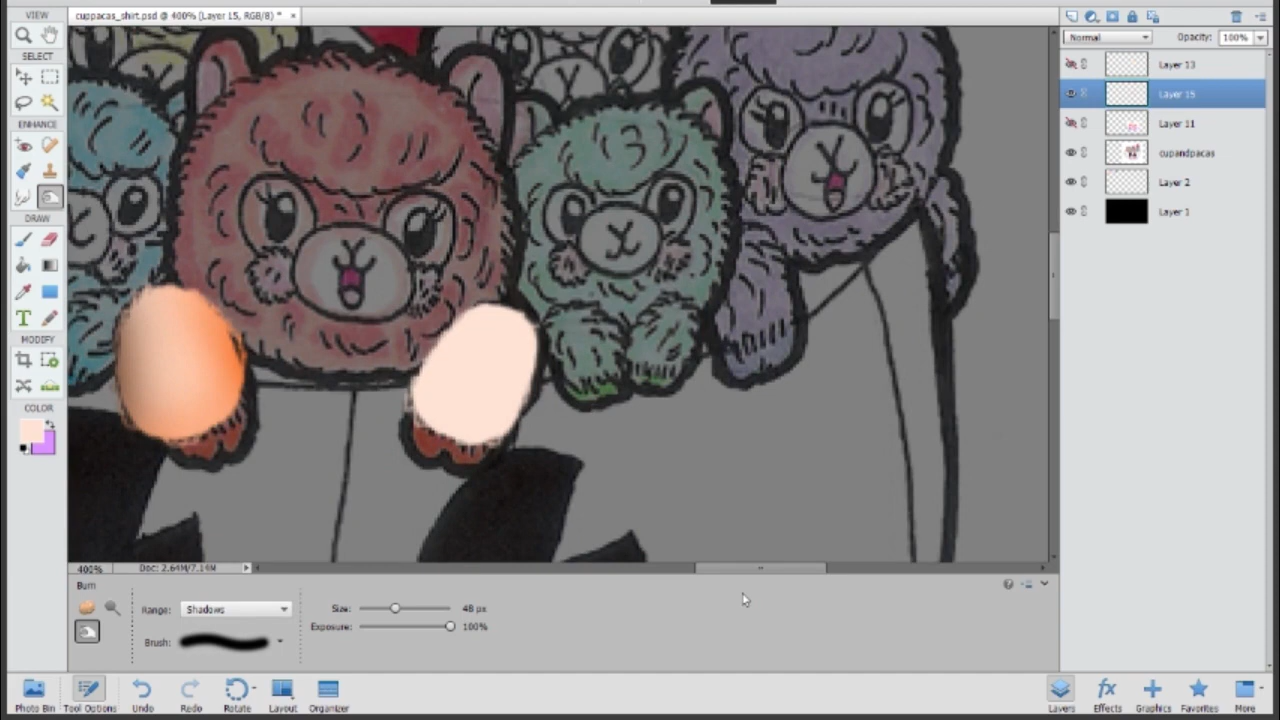 VIEW
cuppacas_shirt.psd @ 400% (Layer 15, RGB/8) * ×
SELECT
ENHANCE
DRAW
T
MODIFY
COLOR
Normal
Opacity: 100%
Layer 13
Layer 15
Layer 11
cupandpacas
Layer 2
Layer 1
400%
Doc: 2.64M/7.14M
Burn
Range: Shadows
Size: 48 px
Exposure: 100%
Brush:
Photo Bin
Tool Options
Undo
Redo
Rotate
Layout
Organizer
Layers
fx
Effects
Graphics
Favorites
More